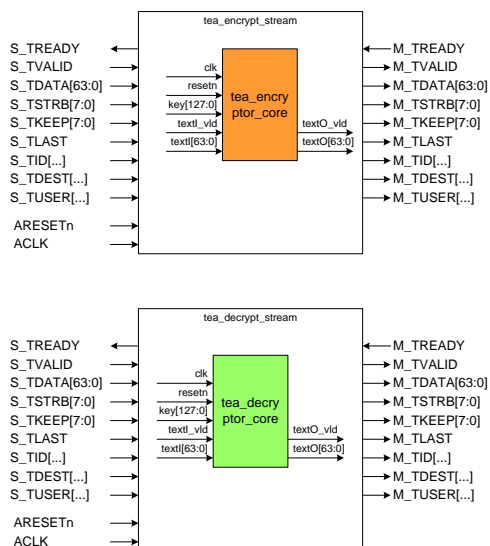 tea_encrypt_stream
S_TREADY
S_TVALID
S_TDATA[63:0]
S_TSTRB[7:0]
S_TKEEP[7:0]
S_TLAST
S_TID[...]
S_TDEST[...]
S_TUSER[...]
ARESETn
ACLK
clk
resetn
key[127:0]
textI_vld
textI[63:0]
tea_encry
ptor_core
textO_vld
textO[63:0]
M_TREADY
M_TVALID
M_TDATA[63:0]
M_TSTRB[7:0]
M_TKEEP[7:0]
M_TLAST
M_TID[...]
M_TDEST[...]
M_TUSER[...]
tea_decrypt_stream
S_TREADY
S_TVALID
S_TDATA[63:0]
S_TSTRB[7:0]
S_TKEEP[7:0]
S_TLAST
S_TID[...]
S_TDEST[...]
S_TUSER[...]
ARESETn
ACLK
clk
resetn
key[127:0]
textI_vld
textI[63:0]
tea_decry
ptor_core
textO_vld
textO[63:0]
M_TREADY
M_TVALID
M_TDATA[63:0]
M_TSTRB[7:0]
M_TKEEP[7:0]
M_TLAST
M_TID[...]
M_TDEST[...]
M_TUSER[...]